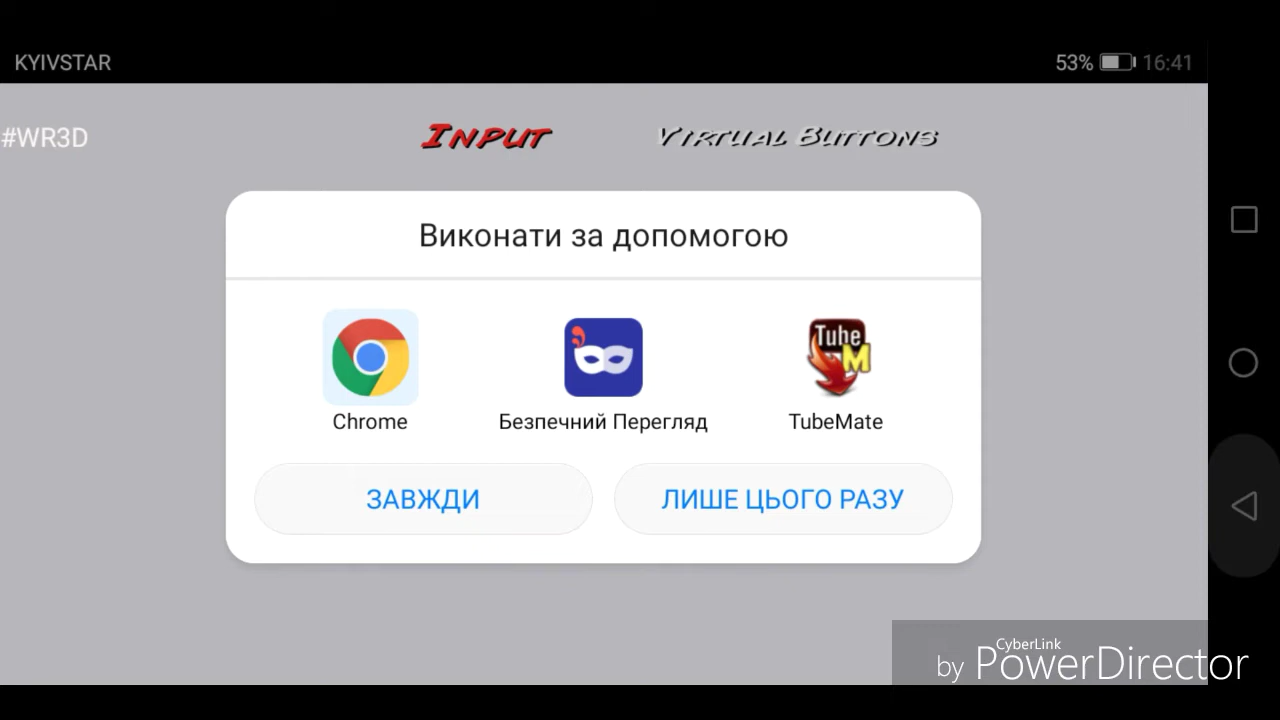 KYIVSTAR
53% 16:41
#WR3D
Input
Virtual Buttons
Виконати за допомогою
Tube
M
Chrome
Безпечний Перегляд
TubeMate
ЗАВЖДИ
ЛИШЕ ЦЬОГО РАЗУ
CyberLink
by PowerDirector